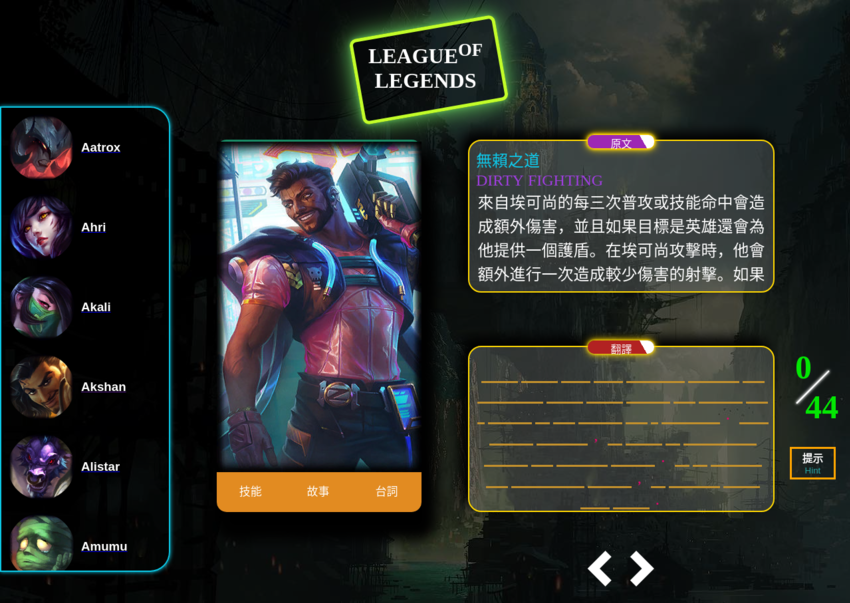 LEAGUE OF
LEGENDS
Aatrox
Ahri
Akali
Akshan
Alistar
Amumu
技能
故事
台詞
原文
無賴之道
DIRTY FIGHTING
來自埃可尚的每三次普攻或技能命中會造
成額外傷害，並且如果目標是英雄還會為
他提供一個護盾。在埃可尚攻擊時，他會
額外進行一次造成較少傷害的射擊。如果
翻譯
0
44
提示
Hint